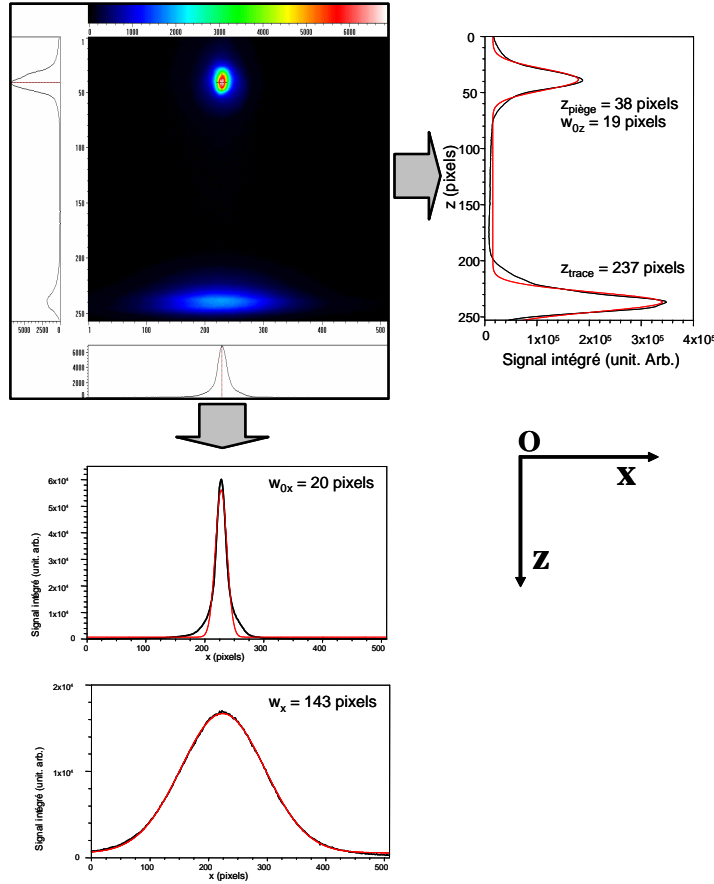 0 1000 2000 3000 4000 5000 6000
1
50
100
150
200
250
5000 2500 0
0 100 200 300 400 500
6000
4000
2000
0
0
50
100
150
200
250
z (pixels)
z_piège = 38 pixels
w_0z = 19 pixels
z_trace = 237 pixels
0 1x10⁵ 2x10⁵ 3x10⁵ 4x10⁵
Signal intégré (unit. Arb.)
O
x
z
w_0x = 20 pixels
6x10⁴
5x10⁴
4x10⁴
3x10⁴
2x10⁴
1x10⁴
0
Signal intégré (unit. arb.)
0 100 200 300 400 500
x (pixels)
w_x = 143 pixels
2x10⁴
1x10⁴
0
Signal intégré (unit. arb.)
0 100 200 300 400 500
x (pixels)